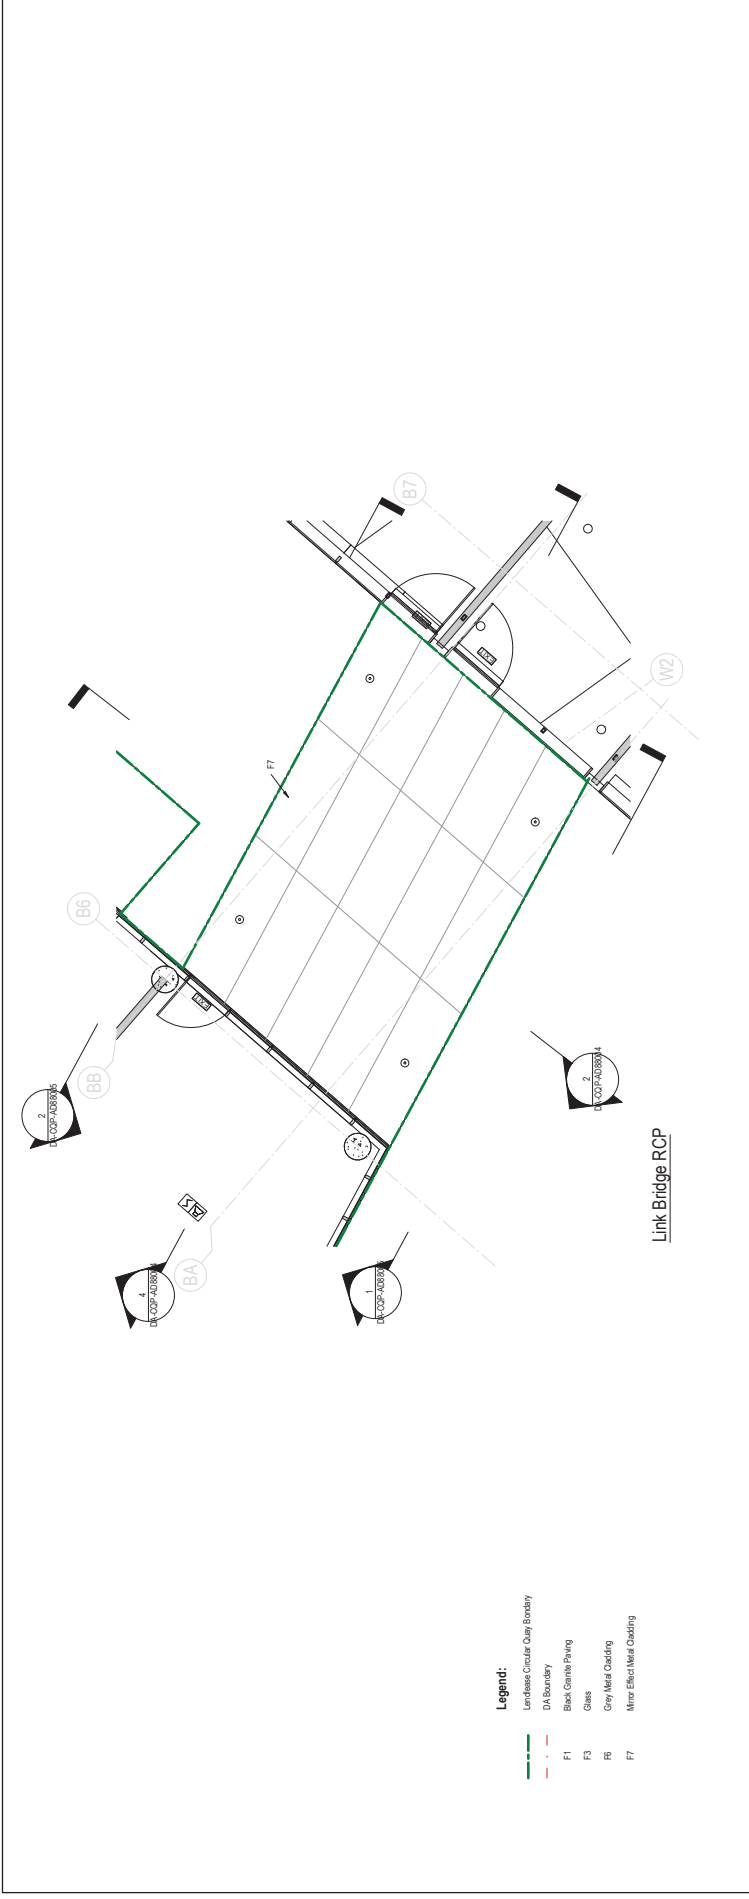 B7
W2
F7
B6
BB
BA
2
DA-CQP-AD88005
4
1
2
DA-CQP-AD88004
Link Bridge RCP
Legend:
Lendlease Circular Quay Bondary
DA Boundary
F1 Black Granite Paving
F3 Glass
F6 Grey Metal Cladding
F7 Mirror Effect Metal Cladding